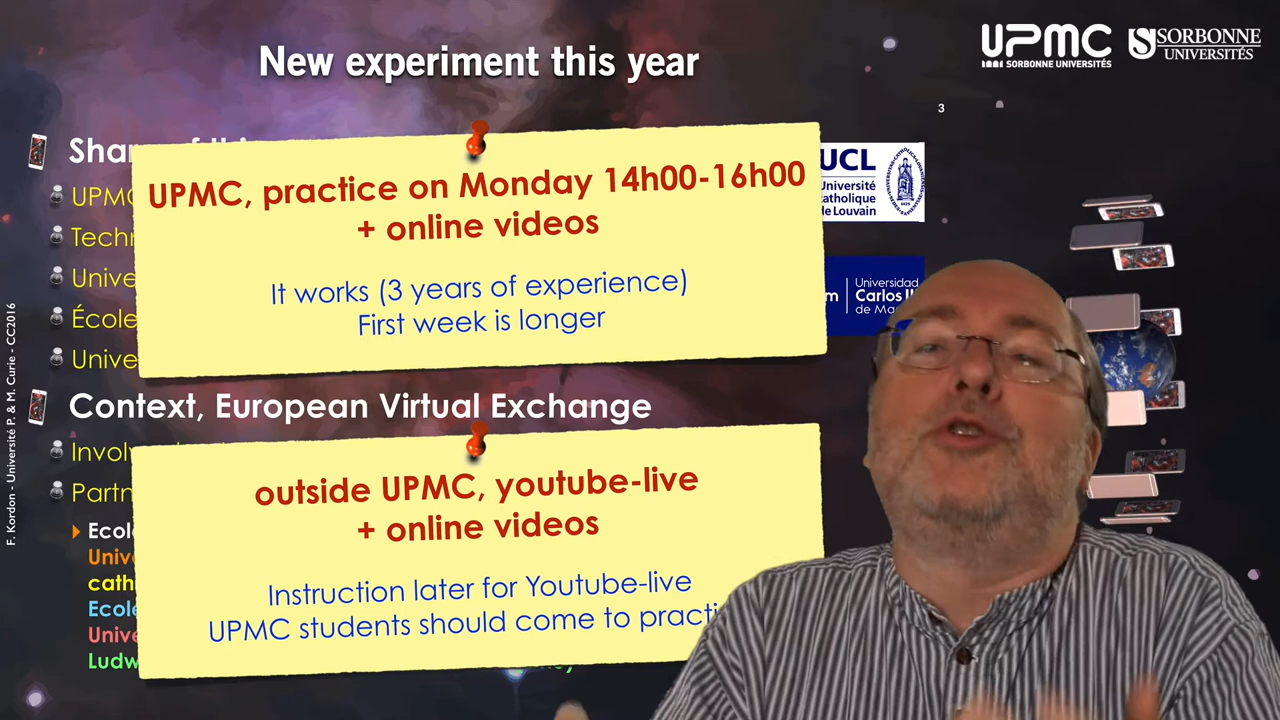 New experiment this year
UPMC
SORBONNE UNIVERSITÉS
SORBONNE
UNIVERSITÉS
3
UPMC, practice on Monday 14h00-16h00
+ online videos
It works (3 years of experience)
First week is longer
UCL
Université
catholique
de Louvain
Universidad
Carlos III
Context, European Virtual Exchange
outside UPMC, youtube-live
+ online videos
Instruction later for Youtube-live
UPMC students should come to
F. Kordon - Université P. & M. Curie - CC2016